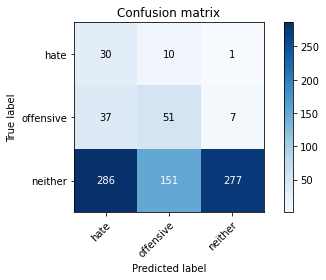 Confusion matrix
hate 30 10 1
offensive 37 51 7
neither 286 151 277
hate offensive neither
True label
Predicted label
250
200
150
100
50